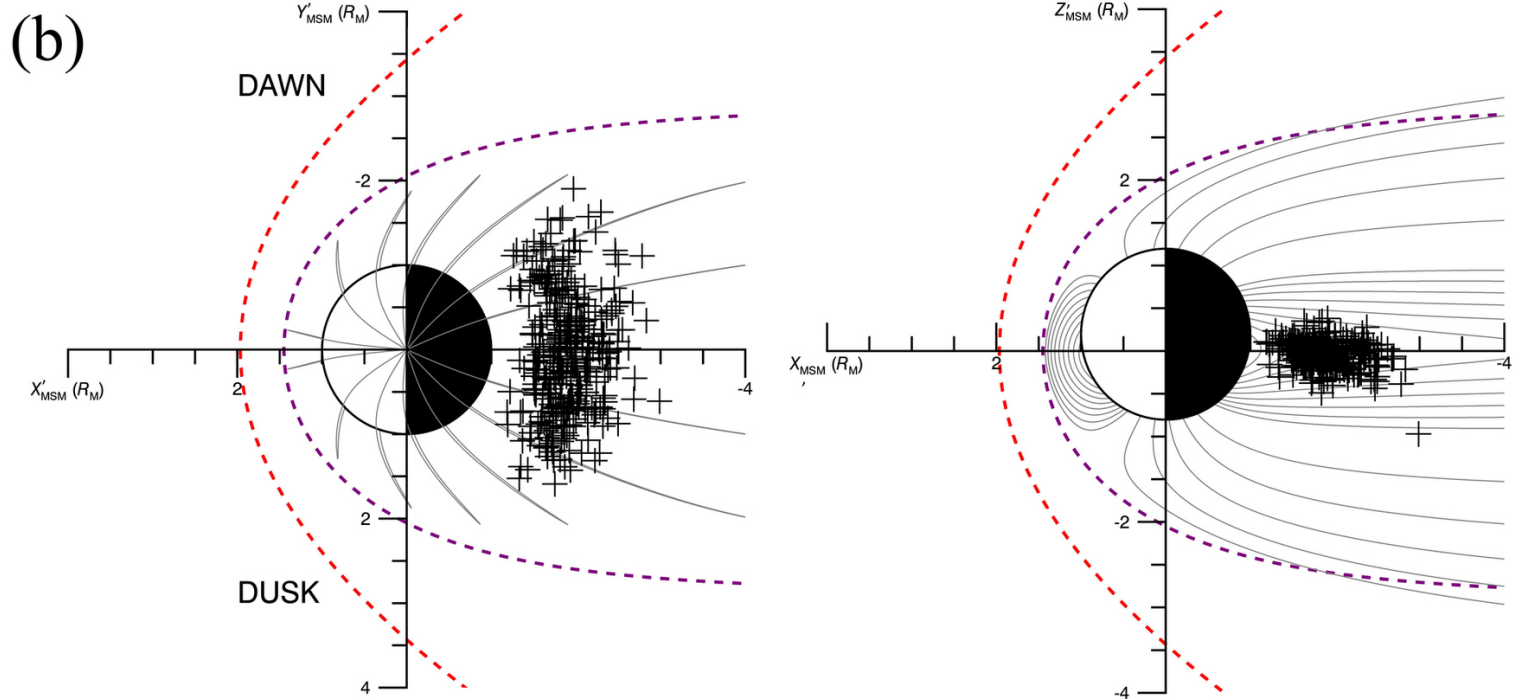 (b)
Y'MSM (RM)
DAWN
-2
X'MSM (RM)
2
-4
2
DUSK
4
Z'MSM (RM)
2
XMSM (RM)
'
2
-4
-2
-4